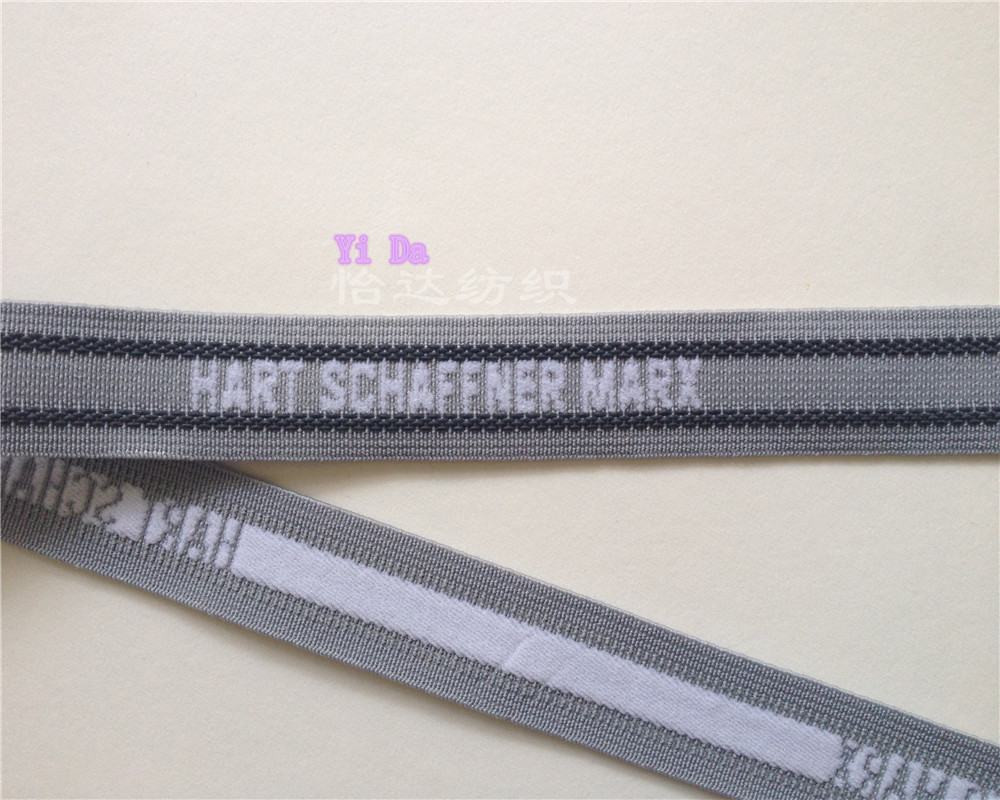 Yi Da
怡达纺织
HART SCHAFFNER MARX